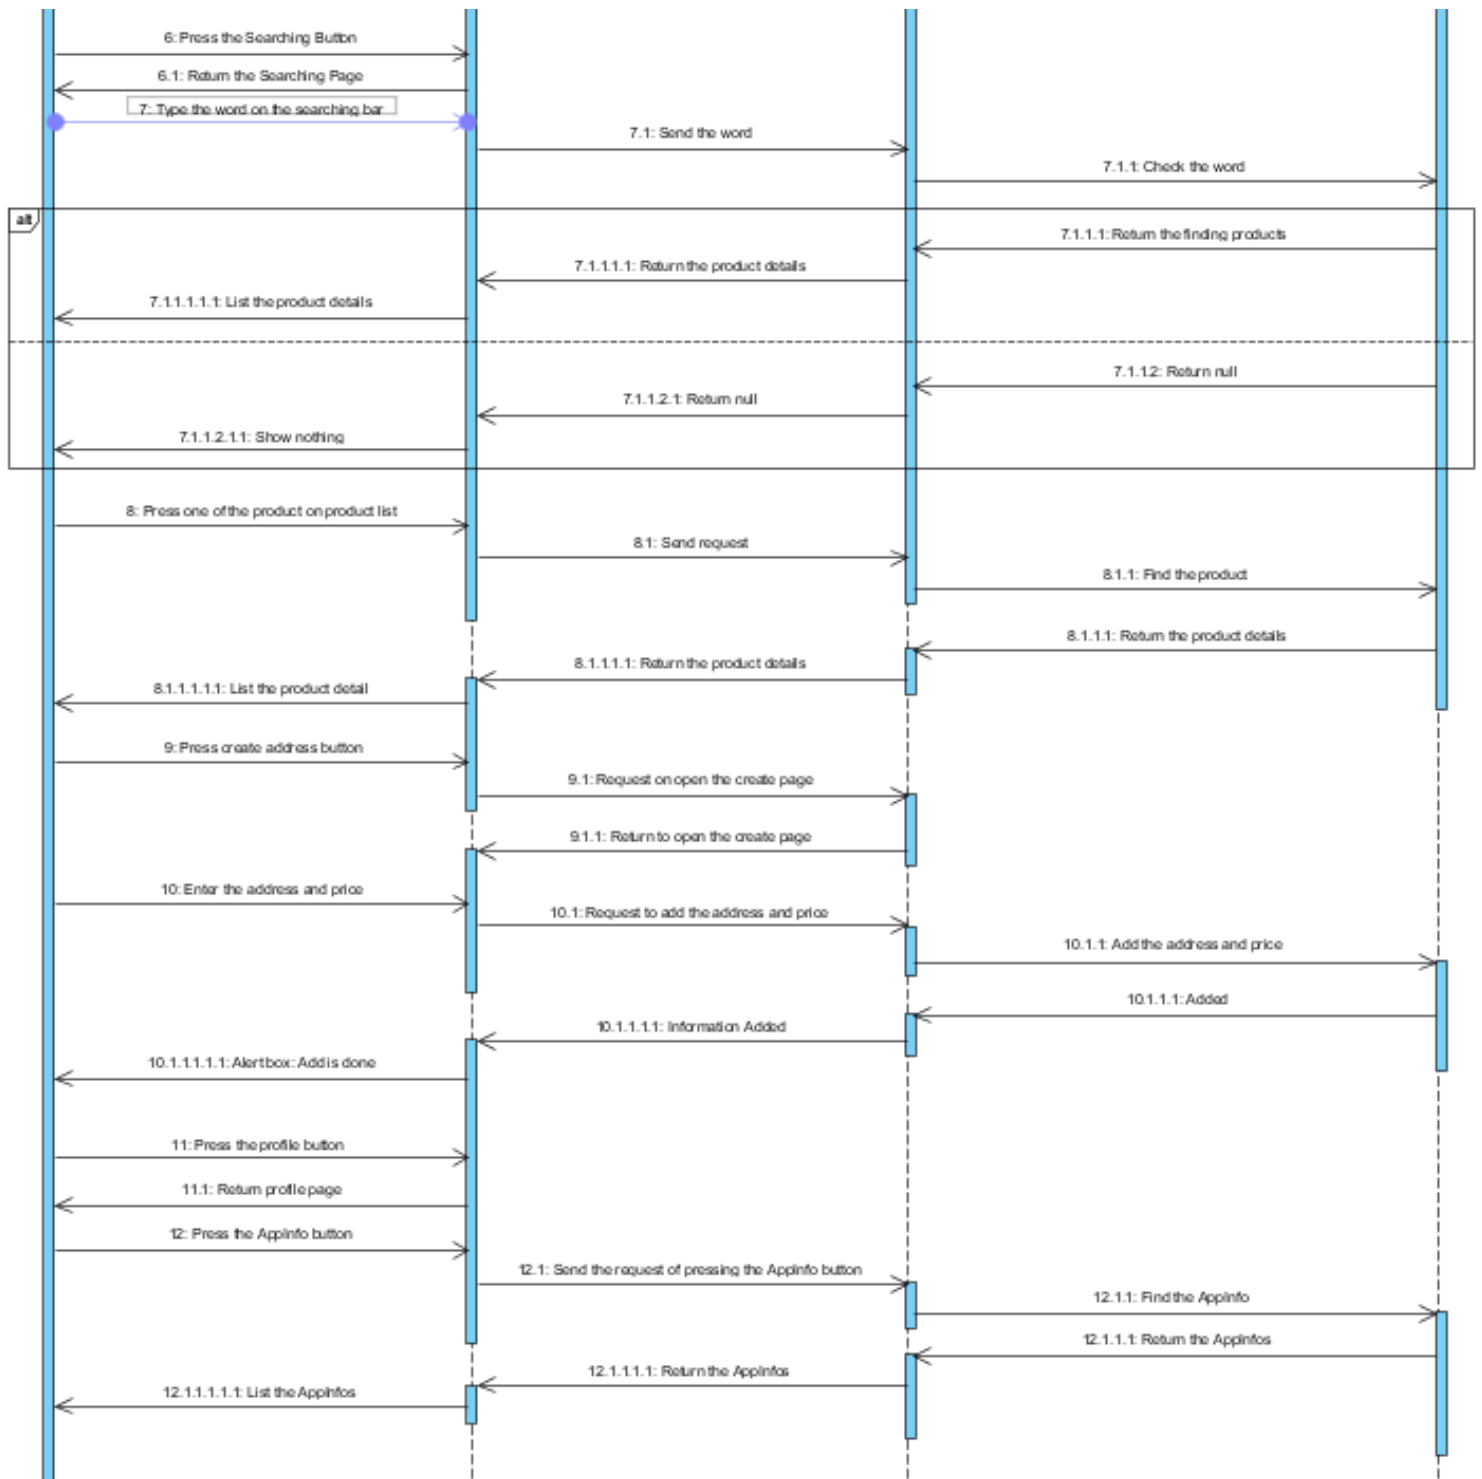 6: Press the Searching Button
6.1: Return the Searching Page
7: Type the word on the searching bar
7.1: Send the word
7.1.1: Check the word
alt
7.1.1.1: Return the finding products
7.1.1.1.1: Return the product details
7.1.1.1.1.1: List the product details
7.1.1.2: Return null
7.1.1.2.1: Return null
7.1.1.2.1.1: Show nothing
8: Press one of the product on product list
8.1: Send request
8.1.1: Find the product
8.1.1.1: Return the product details
8.1.1.1.1: Return the product details
8.1.1.1.1.1: List the product detail
9: Press create address button
9.1: Request on open the create page
9.1.1: Return to open the create page
10: Enter the address and price
10.1: Request to add the address and price
10.1.1: Add the address and price
10.1.1.1: Added
10.1.1.1.1: Information Added
10.1.1.1.1.1: Alert box: Add is done
11: Press the profile button
11.1: Return profile page
12: Press the AppInfo button
12.1: Send the request of pressing the AppInfo button
12.1.1: Find the AppInfo
12.1.1.1: Return the AppInfos
12.1.1.1.1: Return the AppInfos
12.1.1.1.1.1: List the AppInfos